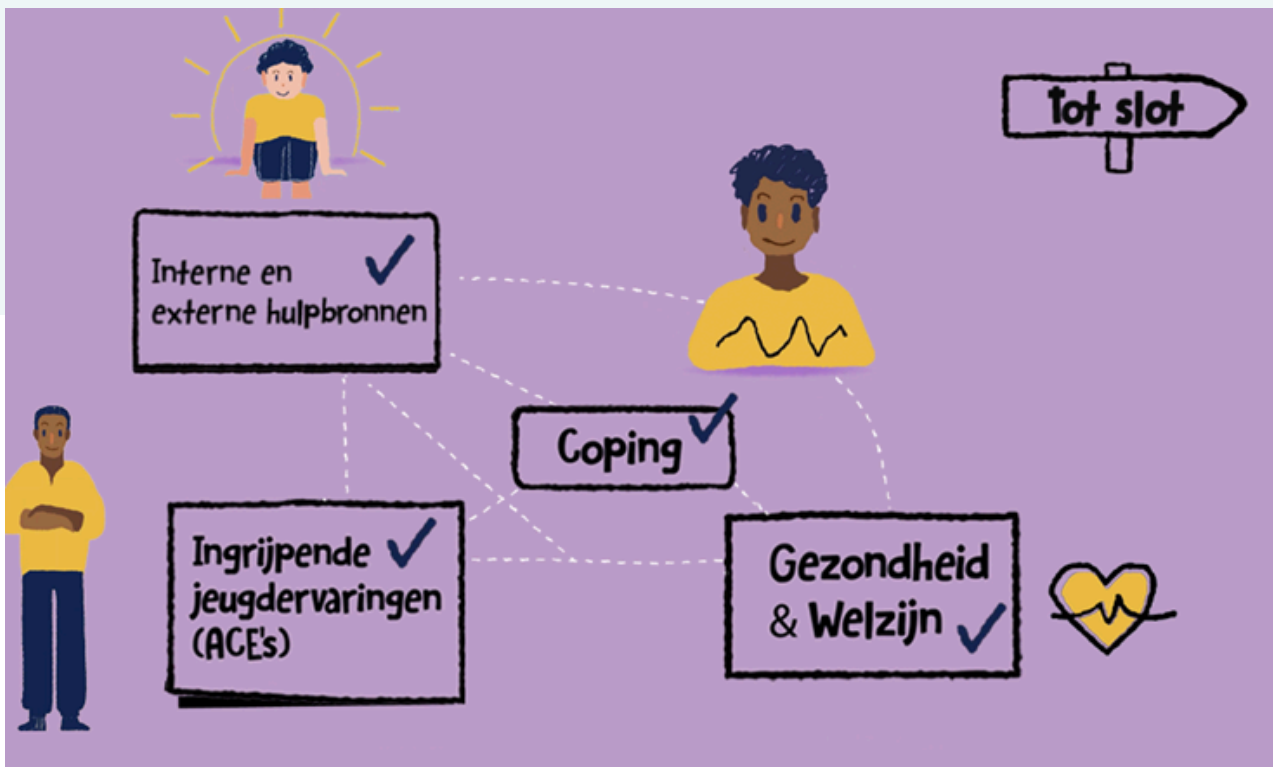 Tot slot
Interne en
externe hulpbronnen
Coping
Ingrijpende
jeugdervaringen
(ACE's)
Gezondheid
& Welzijn